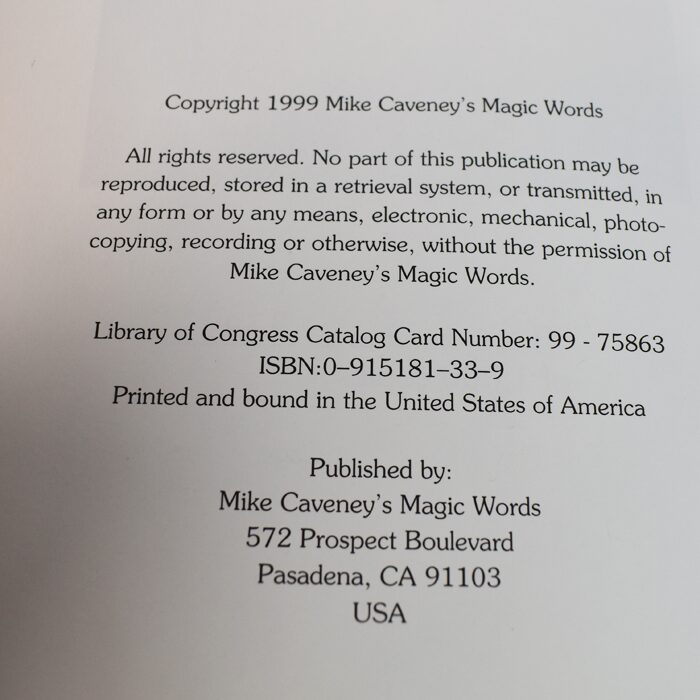 Copyright 1999 Mike Caveney's Magic Words
All rights reserved. No part of this publication may be
reproduced, stored in a retrieval system, or transmitted, in
any form or by any means, electronic, mechanical, photo-
copying, recording or otherwise, without the permission of
Mike Caveney's Magic Words.
Library of Congress Catalog Card Number: 99 - 75863
ISBN:0–915181–33–9
Printed and bound in the United States of America
Published by:
Mike Caveney's Magic Words
572 Prospect Boulevard
Pasadena, CA 91103
USA